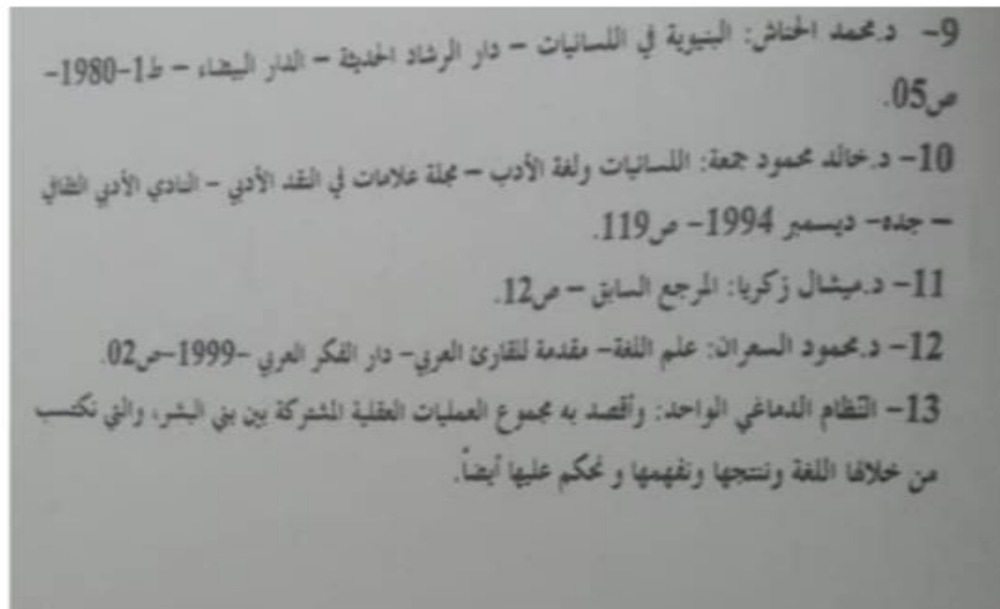 9- د.محمد الحناش: البنيوية في اللسانيات – دار الرشاد الحديثة – الدار البيضاء – ط1-1980-
ص05.
10- د.خالد محمود جمعة: اللسانيات ولغة الأدب – مجلة علامات في النقد الأدبي – النادي الأدبي الثقافي
– جده- ديسمبر 1994- ص119.
11- د.ميشال زكريا: المرجع السابق – ص12.
12- د.محمود السعران: علم اللغة- مقدمة للقارئ العربي- دار الفكر العربي -1999-ص02.
13- النظام الدماغي الواحد: وأقصد به مجموع العمليات العقلية المشتركة بين بني البشر، والتي نكتسب
من خلالها اللغة وننتجها ونفهمها و نحكم عليها أيضاً.